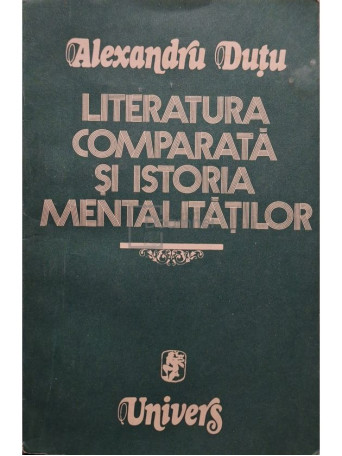 Alexandru Duțu
LITERATURA
COMPARATĂ
ȘI ISTORIA
MENTALITĂȚILOR
Univers